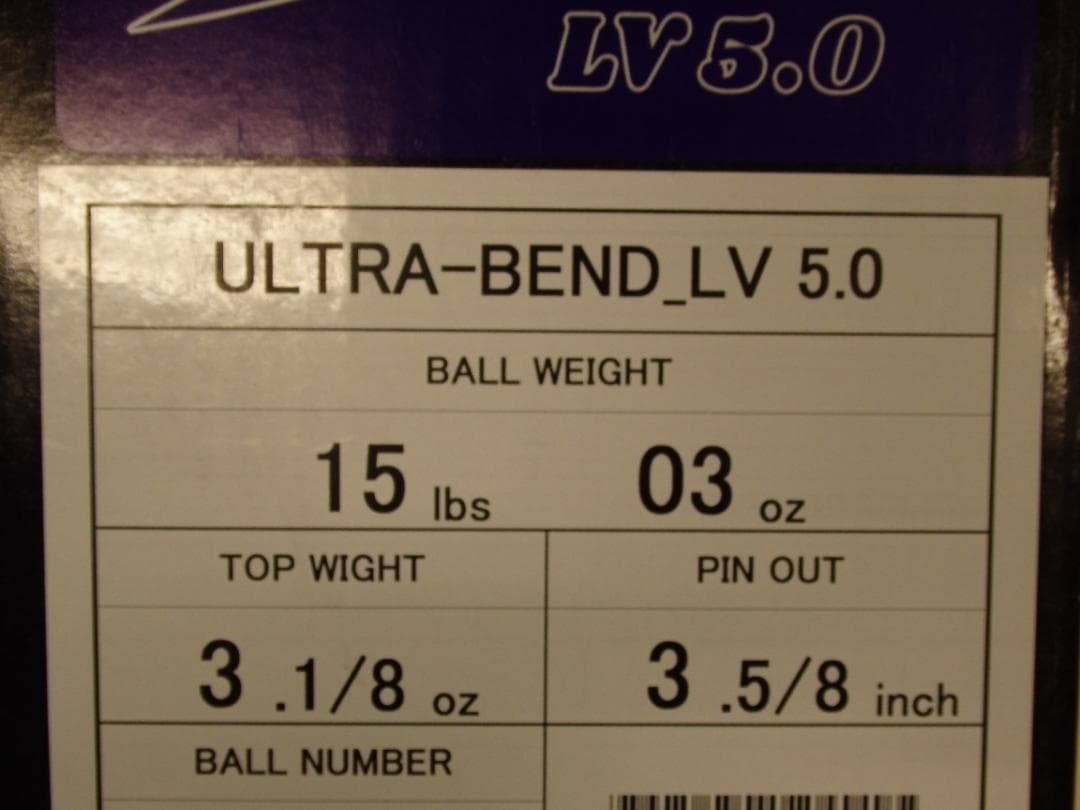 LV 5.0
ULTRA-BEND_LV 5.0
BALL WEIGHT
15 lbs 03 oz
TOP WIGHT PIN OUT
3 .1/8 oz 3 .5/8 inch
BALL NUMBER